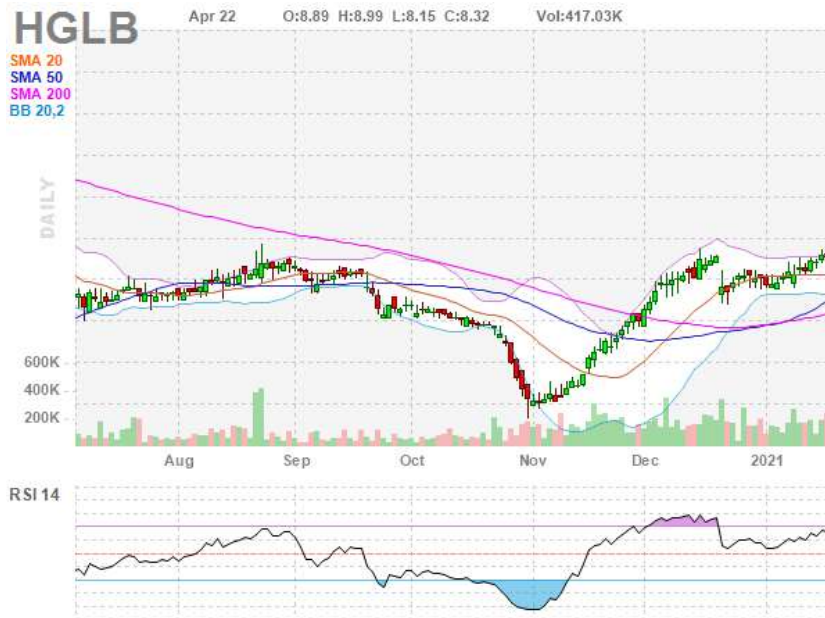 HGLB
Apr 22 O:8.89 H:8.99 L:8.15 C:8.32 Vol:417.03K
SMA 20
SMA 50
SMA 200
BB 20,2
DAILY
600K
400K
200K
Aug Sep Oct Nov Dec 2021
RSI 14